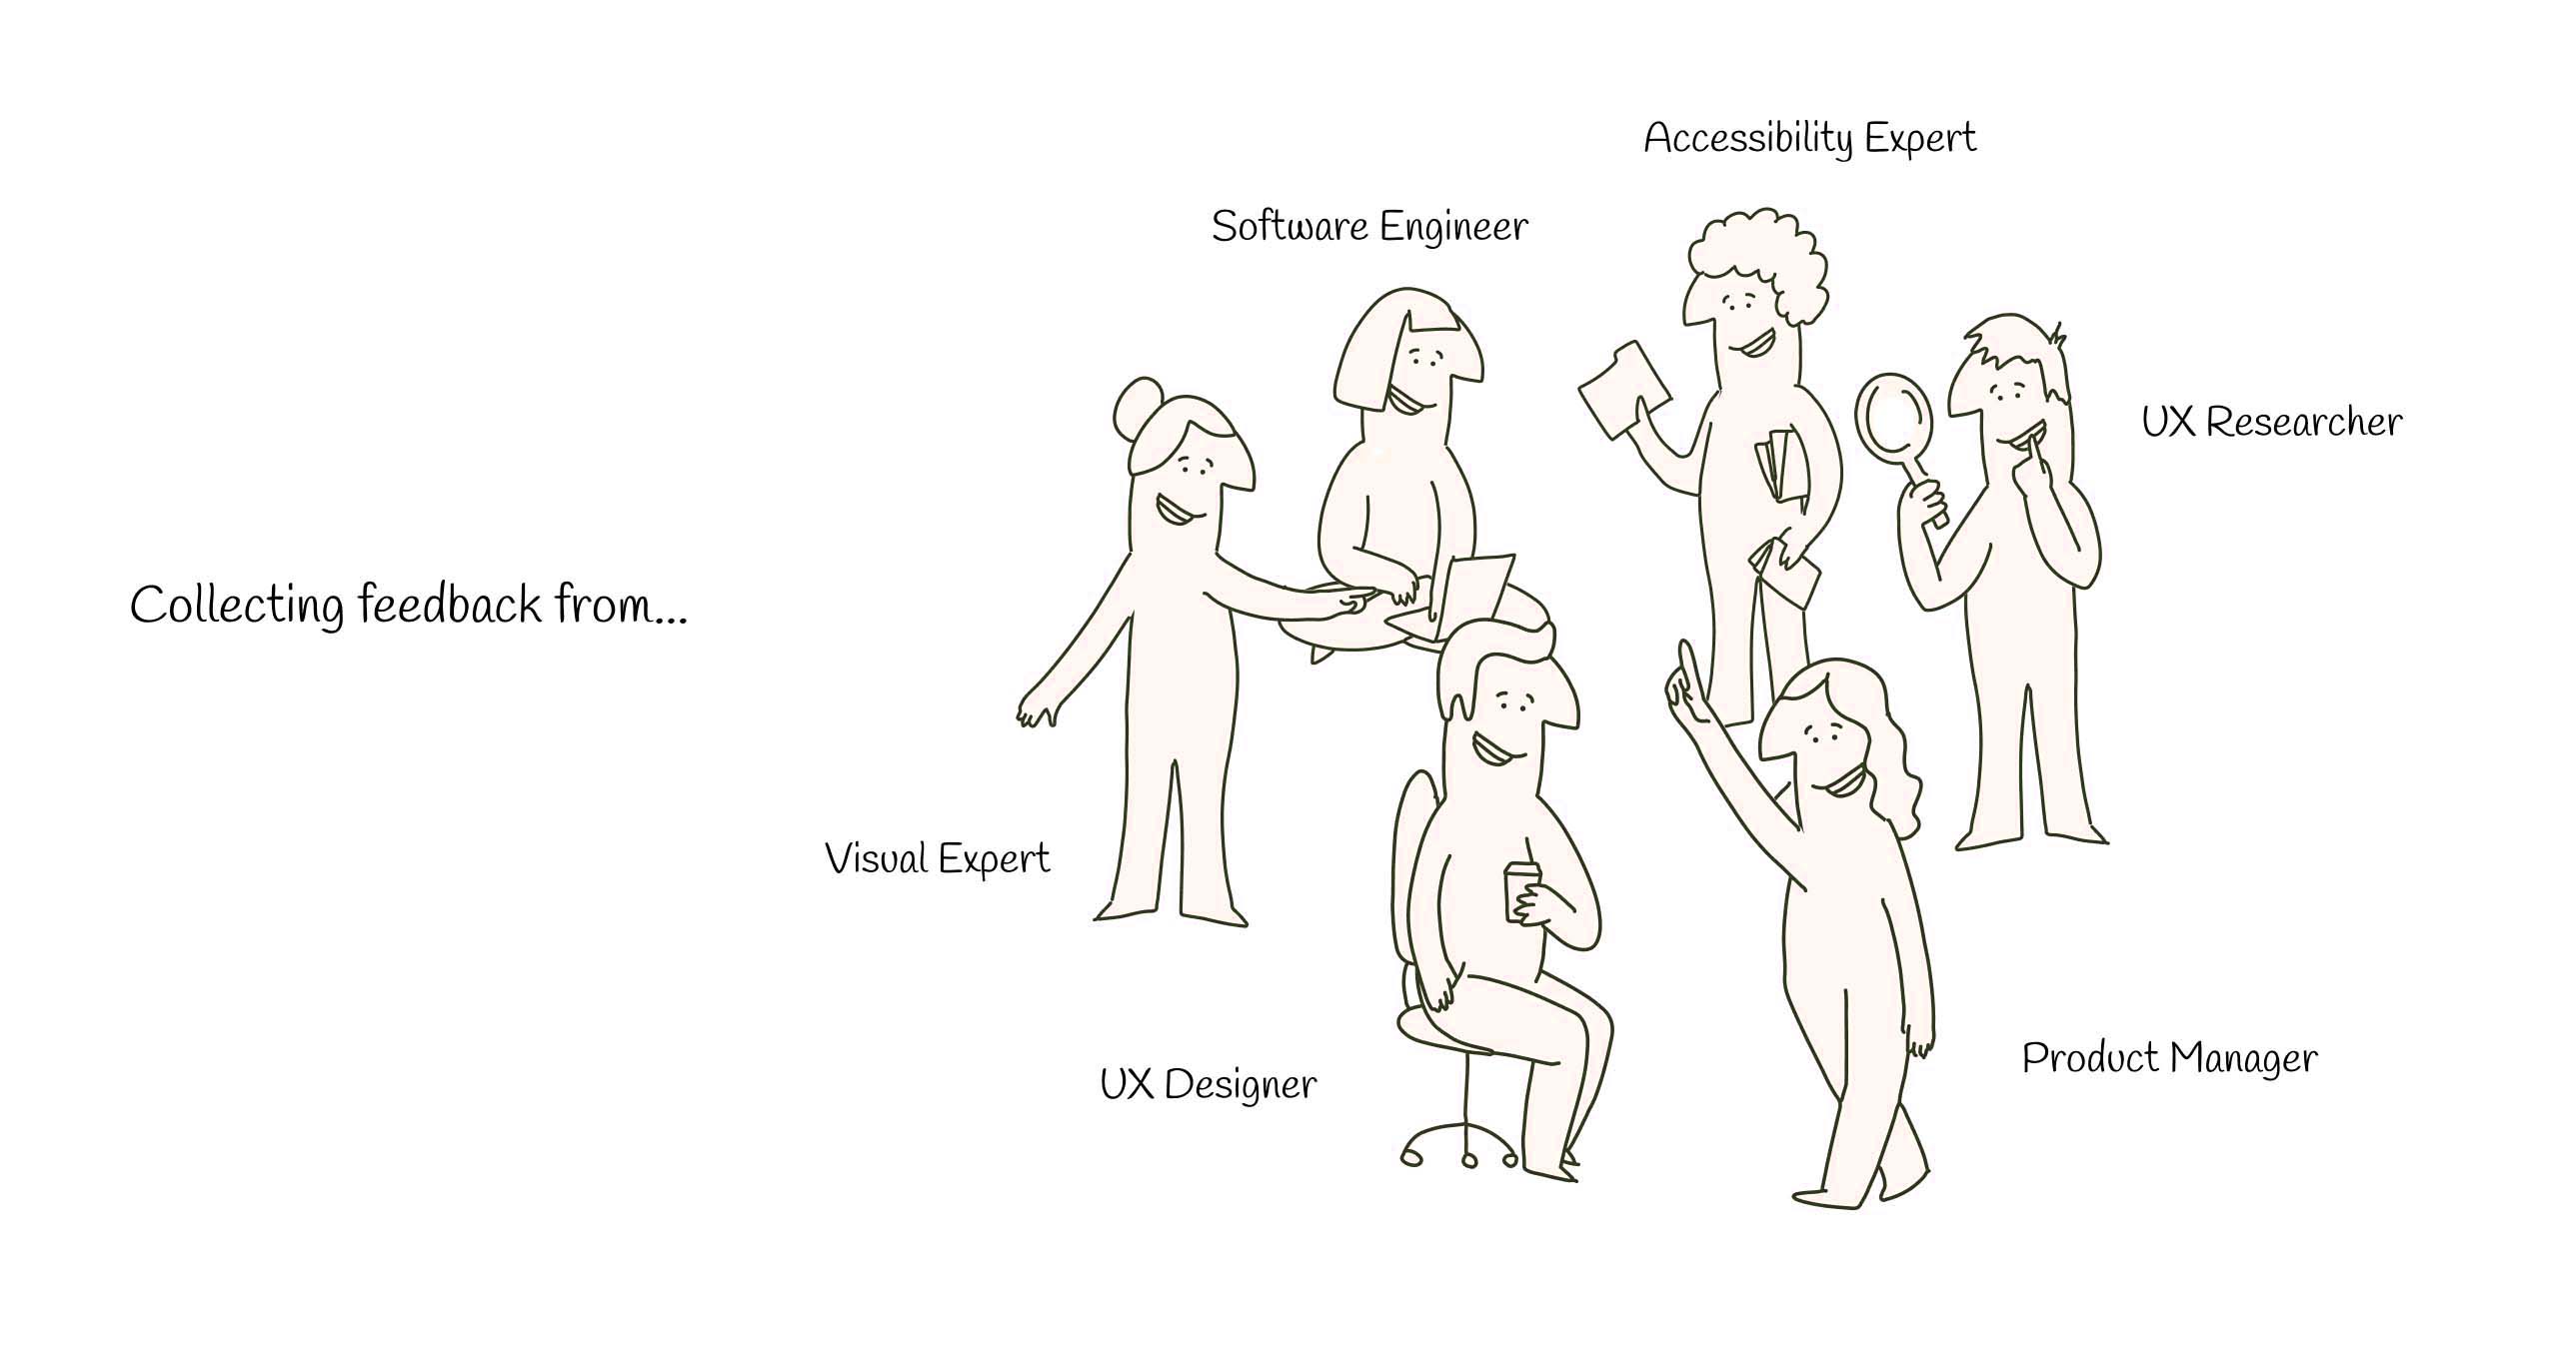 Accessibility Expert
Software Engineer
UX Researcher
Collecting feedback from...
Visual Expert
UX Designer
Product Manager